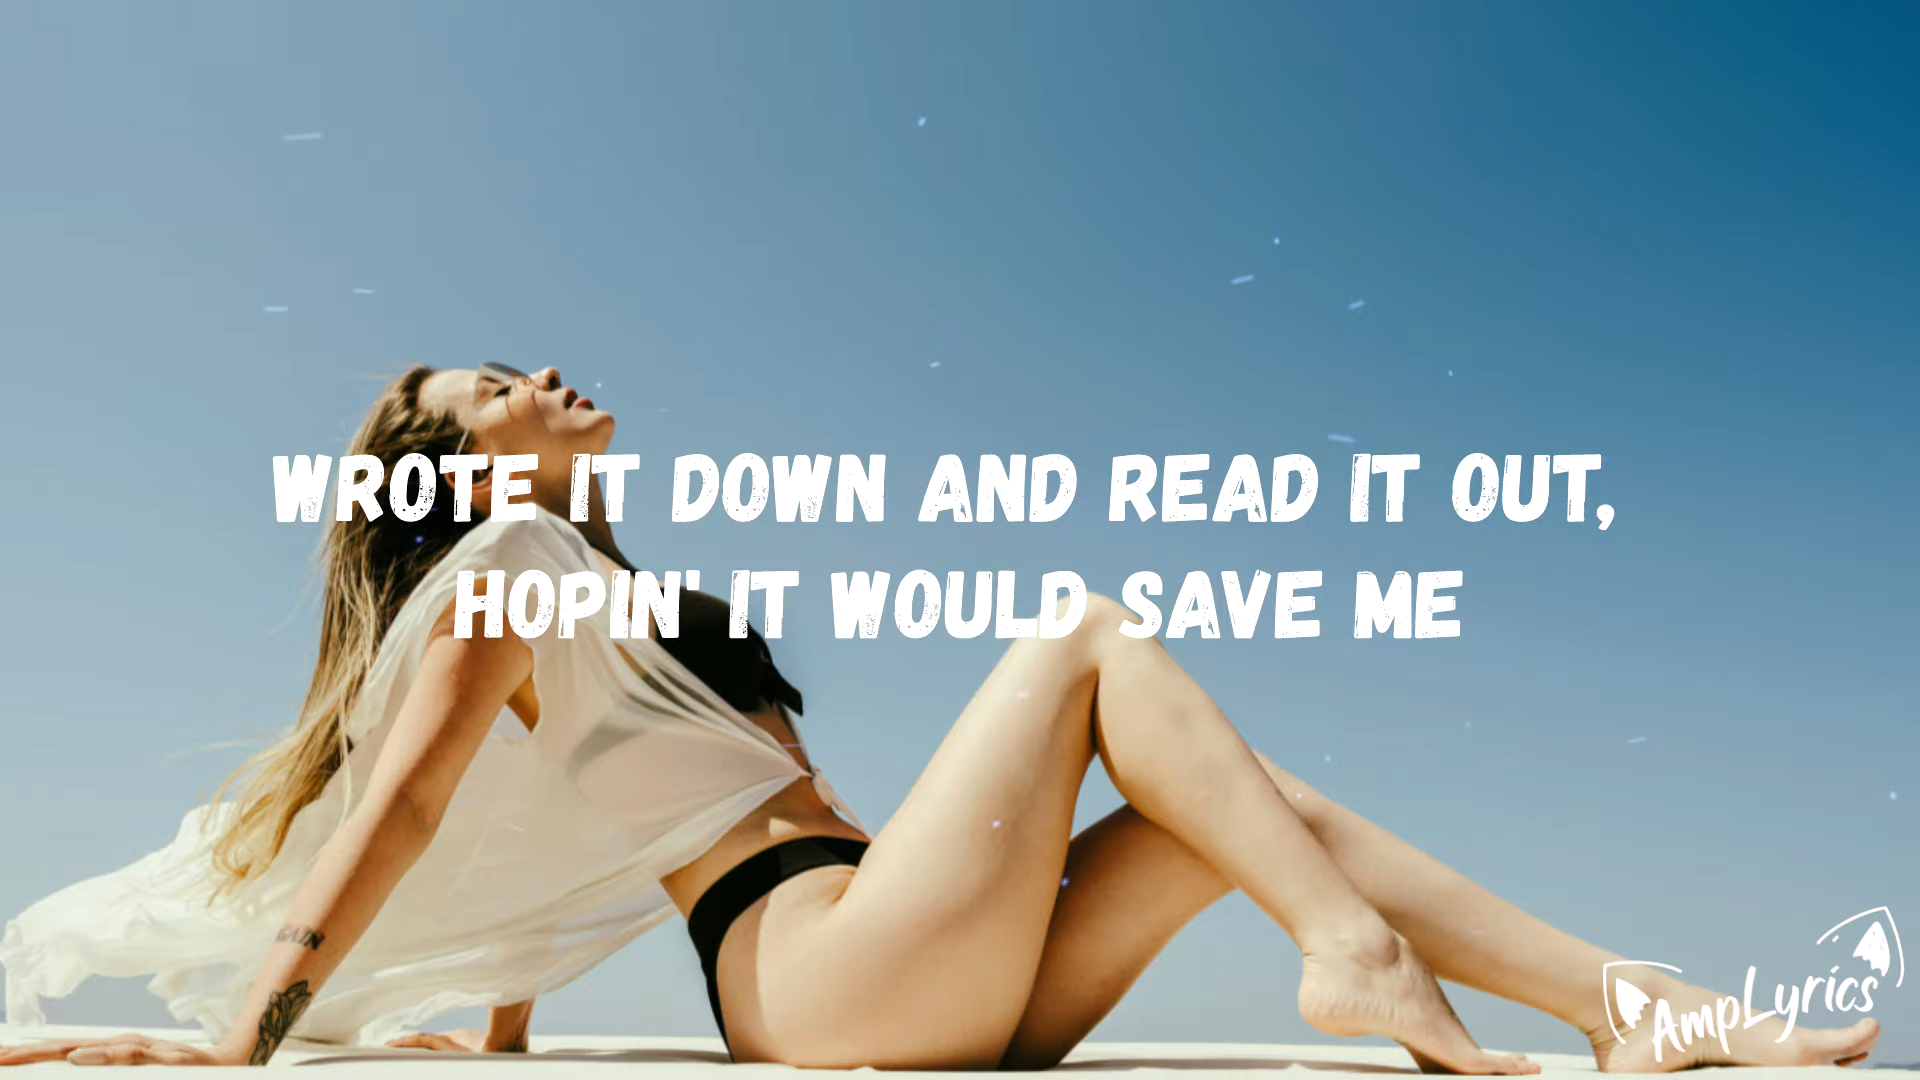 WROTE IT DOWN AND READ IT OUT,
HOPIN' IT WOULD SAVE ME
AmpLyrics